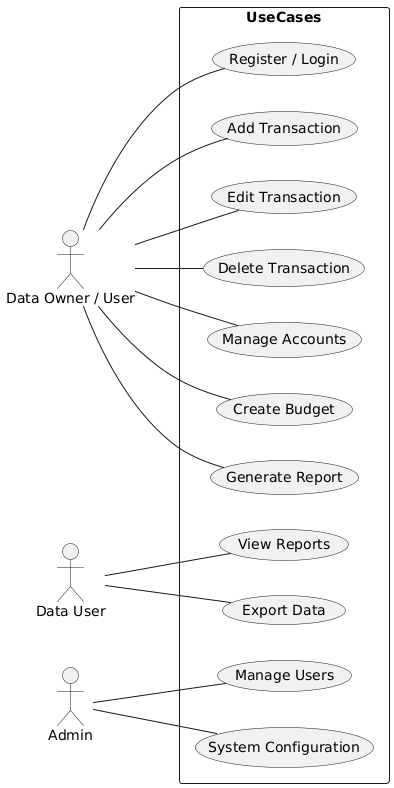 UseCases
Register / Login
Add Transaction
Edit Transaction
Delete Transaction
Data Owner / User
Manage Accounts
Create Budget
Generate Report
View Reports
Data User
Export Data
Manage Users
Admin
System Configuration